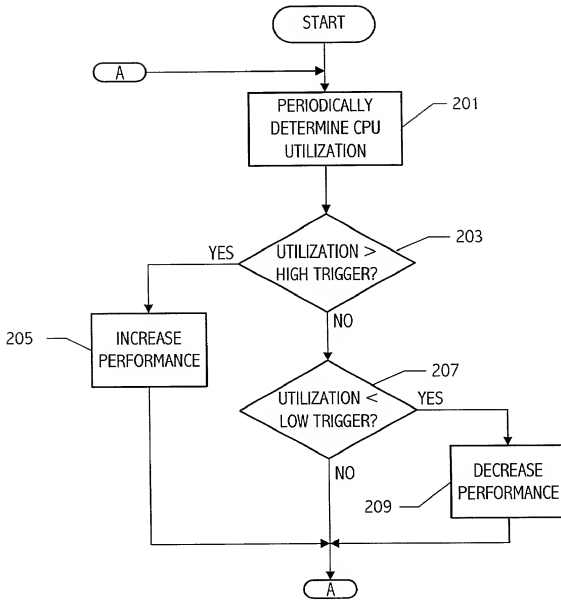 START
A
PERIODICALLY
DETERMINE CPU
UTILIZATION
201
UTILIZATION >
HIGH TRIGGER?
203
YES
NO
205
INCREASE
PERFORMANCE
UTILIZATION <
LOW TRIGGER?
207
YES
NO
DECREASE
PERFORMANCE
209
A